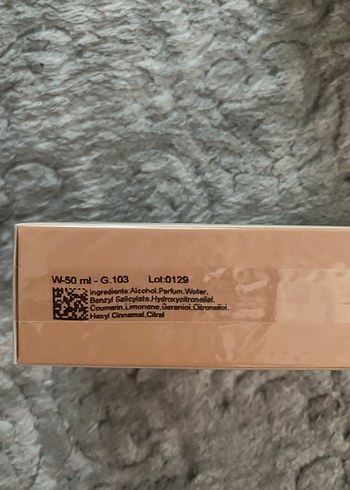 W-50 ml - G.103 Lot:0129
Ingredients:Alcohol,Parfum,Water,
Benzyl Salicylate,Hydroxycitronellal,
Coumarin,Limonene,Geraniol,Citronellol,
Hexyl Cinnamal,Citral